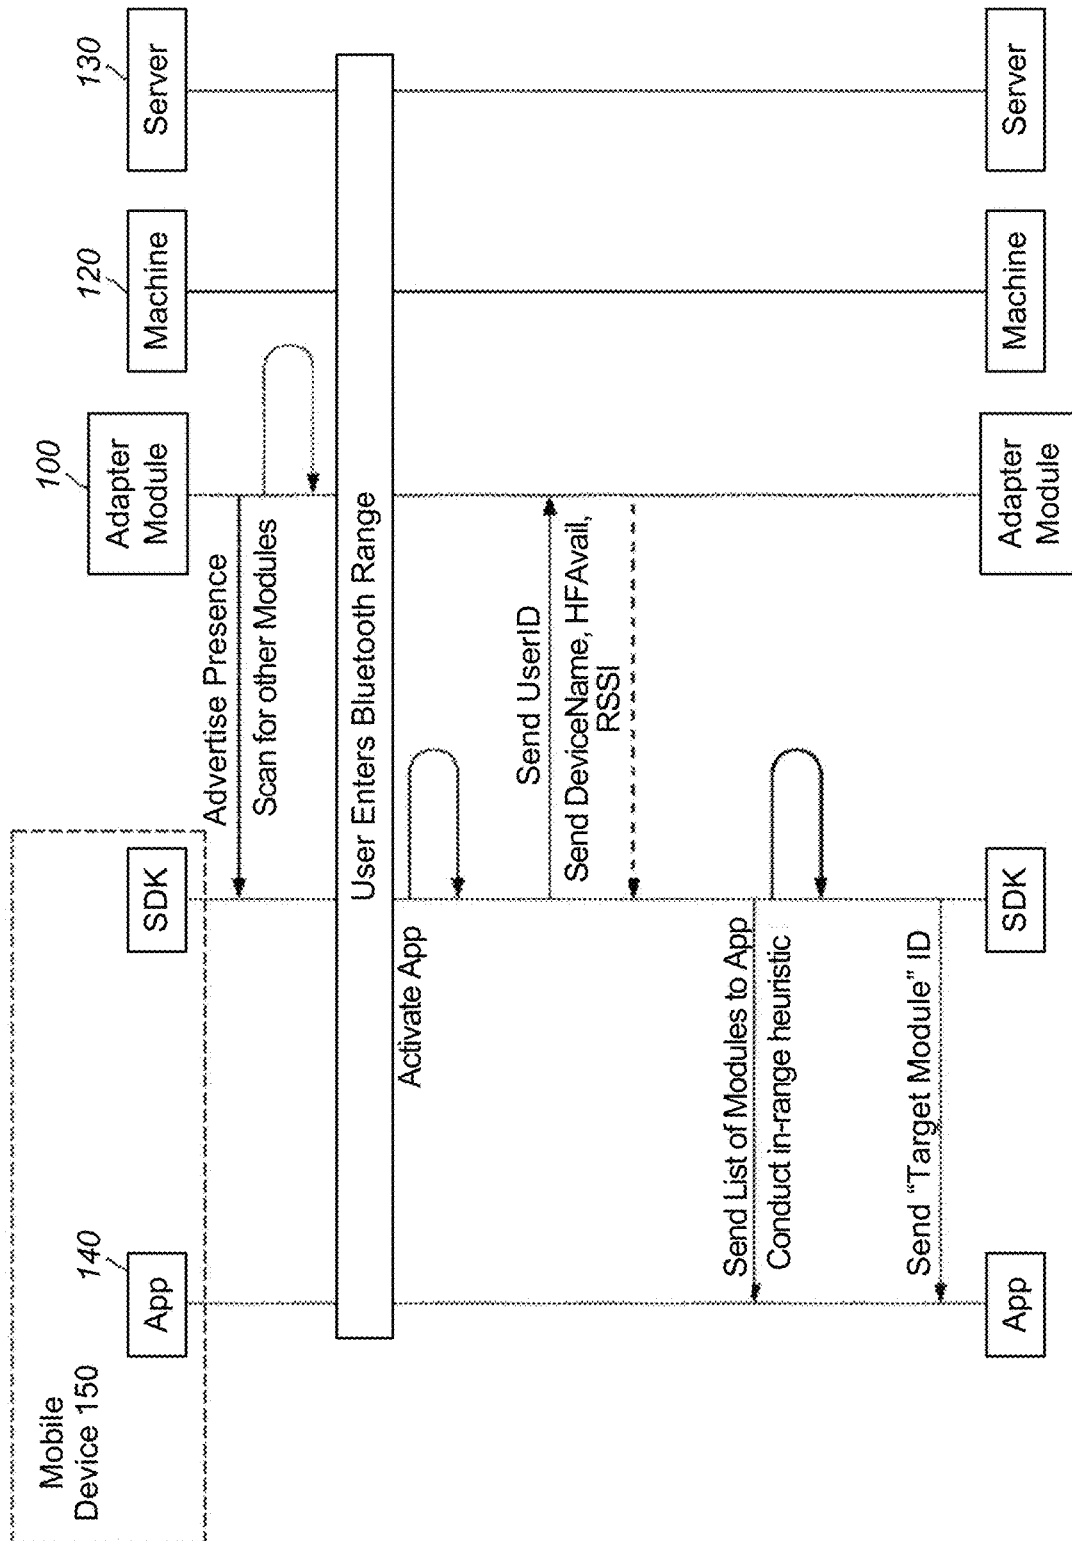 Mobile
Device 150
140
100
120
130
App
SDK
Adapter
Module
Machine
Server
Advertise Presence
Scan for other Modules
User Enters Bluetooth Range
Activate App
Send UserID
Send DeviceName, HFAvail,
RSSI
Send List of Modules to App
Conduct in-range heuristic
Send “Target Module” ID
App
SDK
Adapter
Module
Machine
Server